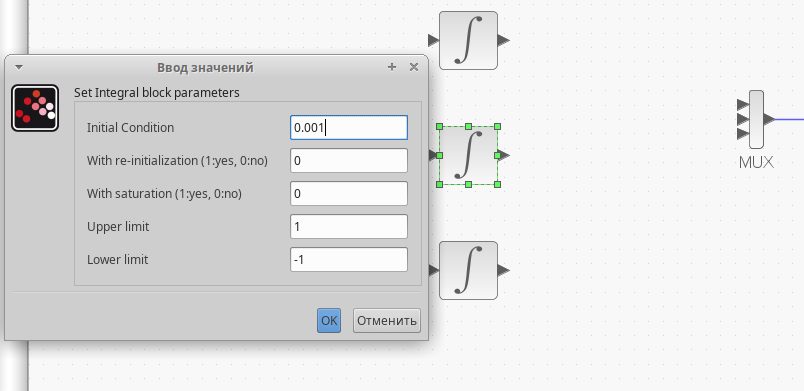 Ввод значений
Set Integral block parameters
Initial Condition 0.001
With re-initialization (1:yes, 0:no) 0
With saturation (1:yes, 0:no) 0
Upper limit 1
Lower limit -1
OK Отменить
∫
∫
∫
MUX